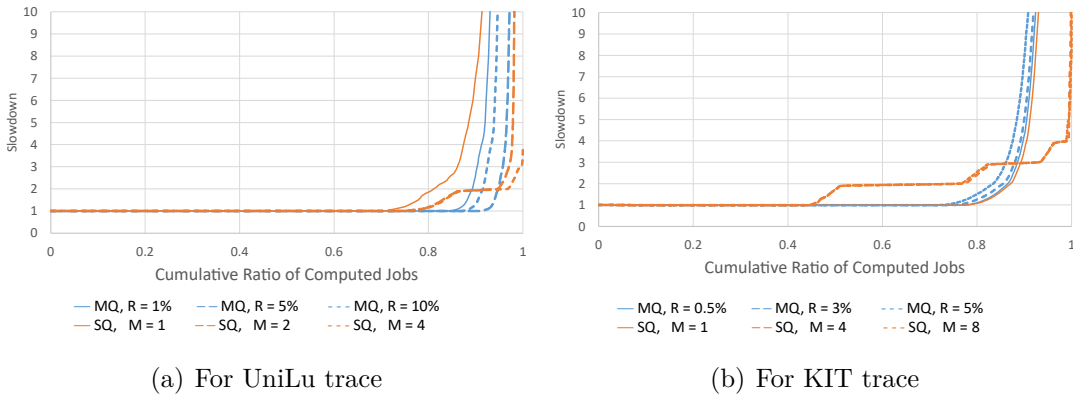 10
9
8
7
6
5
4
3
2
1
0
Slowdown
0 0.2 0.4 0.6 0.8 1
Cumulative Ratio of Computed Jobs
MQ, R = 1% MQ, R = 5% MQ, R = 10%
SQ, M = 1 SQ, M = 2 SQ, M = 4
(a) For UniLu trace
10
9
8
7
6
5
4
3
2
1
0
Slowdown
0 0.2 0.4 0.6 0.8 1
Cumulative Ratio of Computed Jobs
MQ, R = 0.5% MQ, R = 3% MQ, R = 5%
SQ, M = 1 SQ, M = 4 SQ, M = 8
(b) For KIT trace